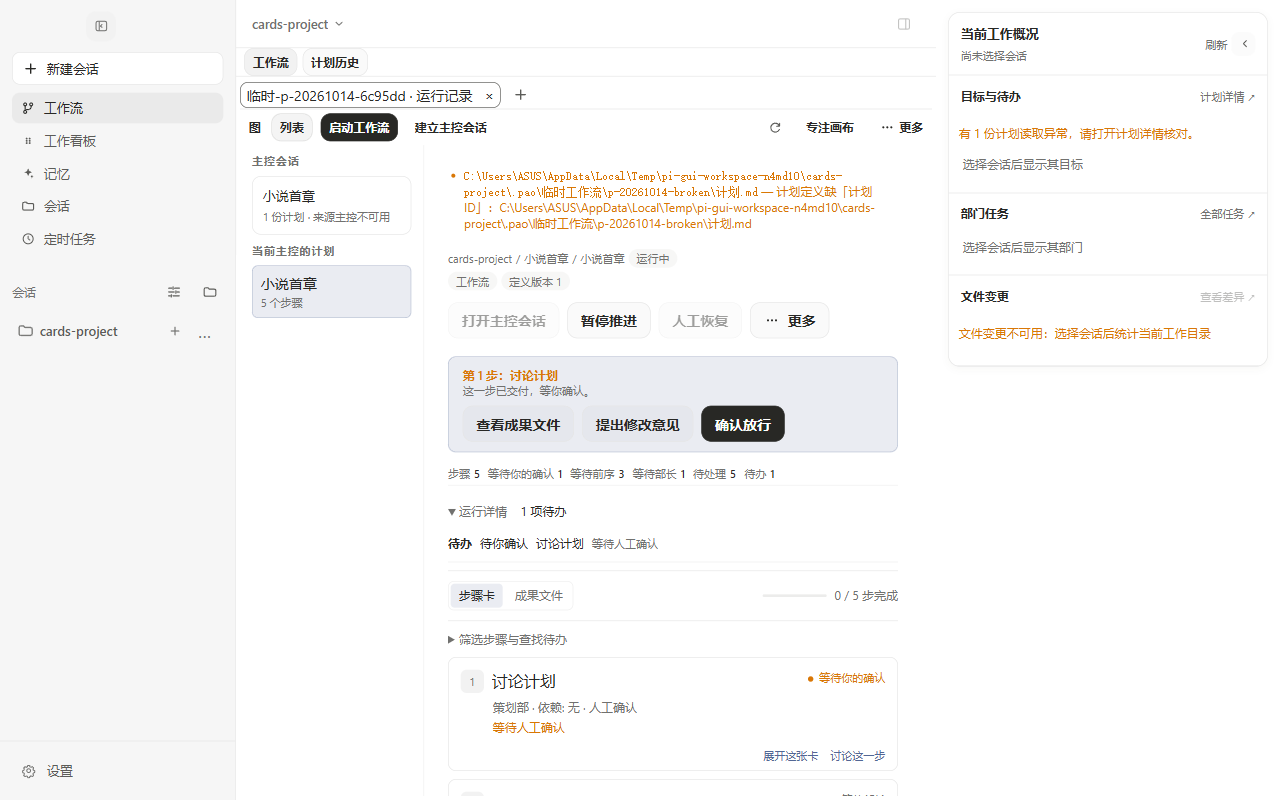 新建会话
工作流
工作看板
记忆
会话
定时任务
会话
cards-project
...
设置
cards-project
工作流 计划历史
临时-p-20261014-6c95dd · 运行记录 × +
图 列表 启动工作流 建立主控会话 专注画布 ··· 更多
主控会话
小说首章
1 份计划 · 来源主控不可用
当前主控的计划
小说首章
5 个步骤
• C:\Users\ASUS\AppData\Local\Temp\pi-gui-workspace-n4md10\cards-
project\.pao\临时工作流\p-20261014-broken\计划.md — 计划定义缺「计划
ID」：C:\Users\ASUS\AppData\Local\Temp\pi-gui-workspace-n4md10\cards-
project\.pao\临时工作流\p-20261014-broken\计划.md
cards-project / 小说首章 / 小说首章 运行中
工作流 定义版本 1
打开主控会话 暂停推进 人工恢复 ··· 更多
第 1 步：讨论计划
这一步已交付，等你确认。
查看成果文件 提出修改意见 确认放行
步骤 5 等待你的确认 1 等待前序 3 等待部长 1 待处理 5 待办 1
▼运行详情 1 项待办
待办 待你确认 讨论计划 等待人工确认
步骤卡 成果文件 0 / 5 步完成
▶ 筛选步骤与查找待办
1 讨论计划 • 等待你的确认
策划部 · 依赖: 无 · 人工确认
等待人工确认
展开这张卡 讨论这一步
当前工作概况
尚未选择会话
刷新
目标与待办 计划详情 ↗
有 1 份计划读取异常，请打开计划详情核对。
选择会话后显示其目标
部门任务 全部任务 ↗
选择会话后显示其部门
文件变更 查看差异 ↗
文件变更不可用：选择会话后统计当前工作目录